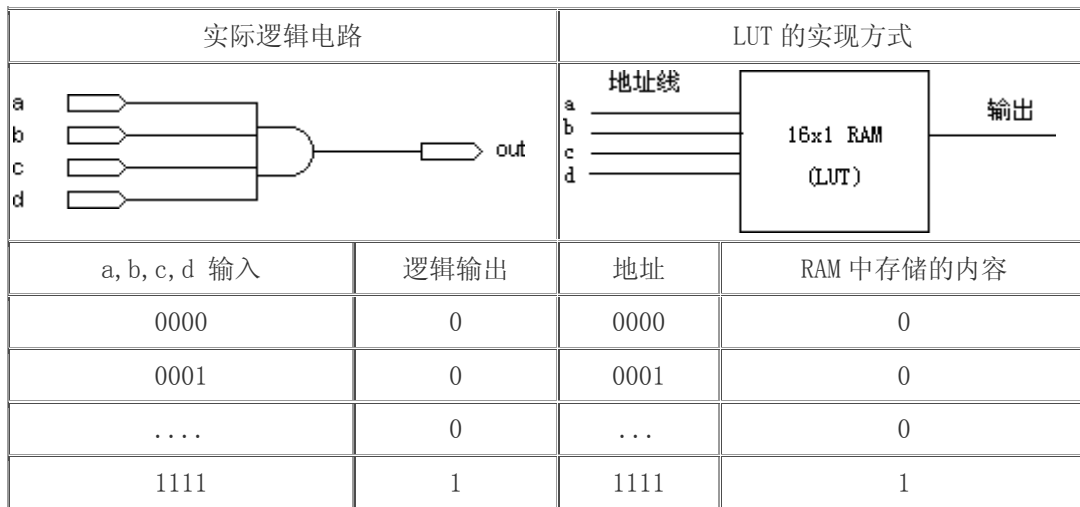 实际逻辑电路 LUT 的实现方式
a
b
c
d
out
地址线
a
b
c
d
16x1 RAM
(LUT)
输出
a,b,c,d 输入 逻辑输出 地址 RAM 中存储的内容
0000 0 0000 0
0001 0 0001 0
.... 0 ... 0
1111 1 1111 1